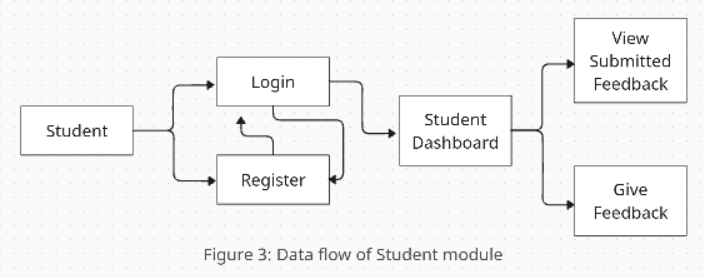 View
Submitted
Feedback
Login
Student
Student
Dashboard
Register
Give
Feedback
Figure 3: Data flow of Student module